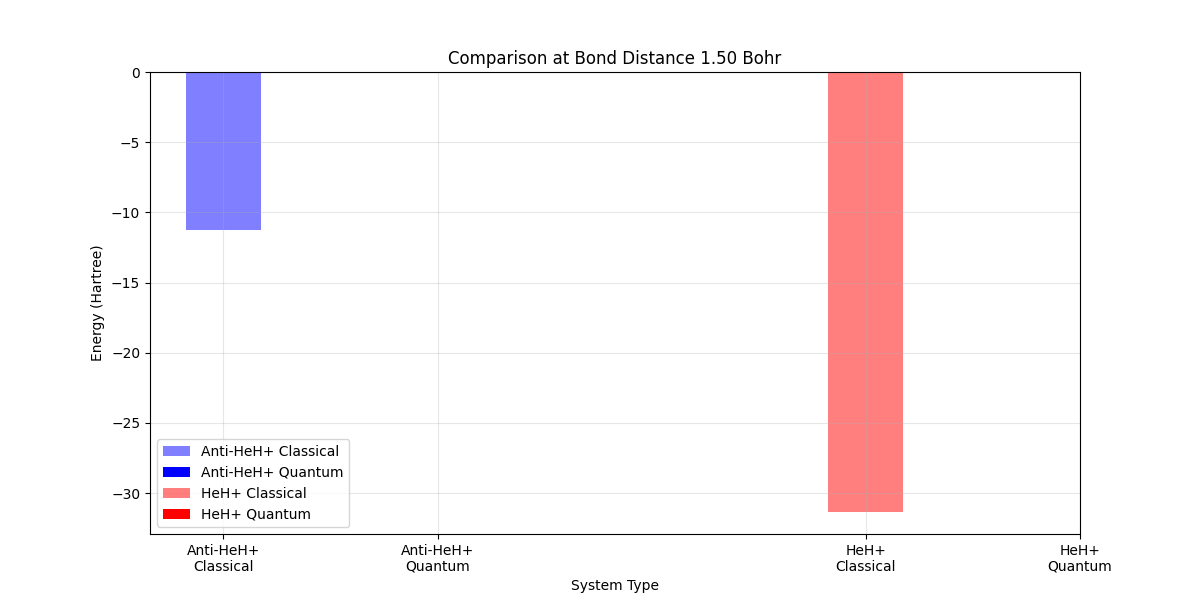 Comparison at Bond Distance 1.50 Bohr
0
−5
−10
−15
−20
−25
−30
Energy (Hartree)
Anti-HeH+ Classical
Anti-HeH+ Quantum
HeH+ Classical
HeH+ Quantum
Anti-HeH+
Classical
Anti-HeH+
Quantum
HeH+
Classical
HeH+
Quantum
System Type